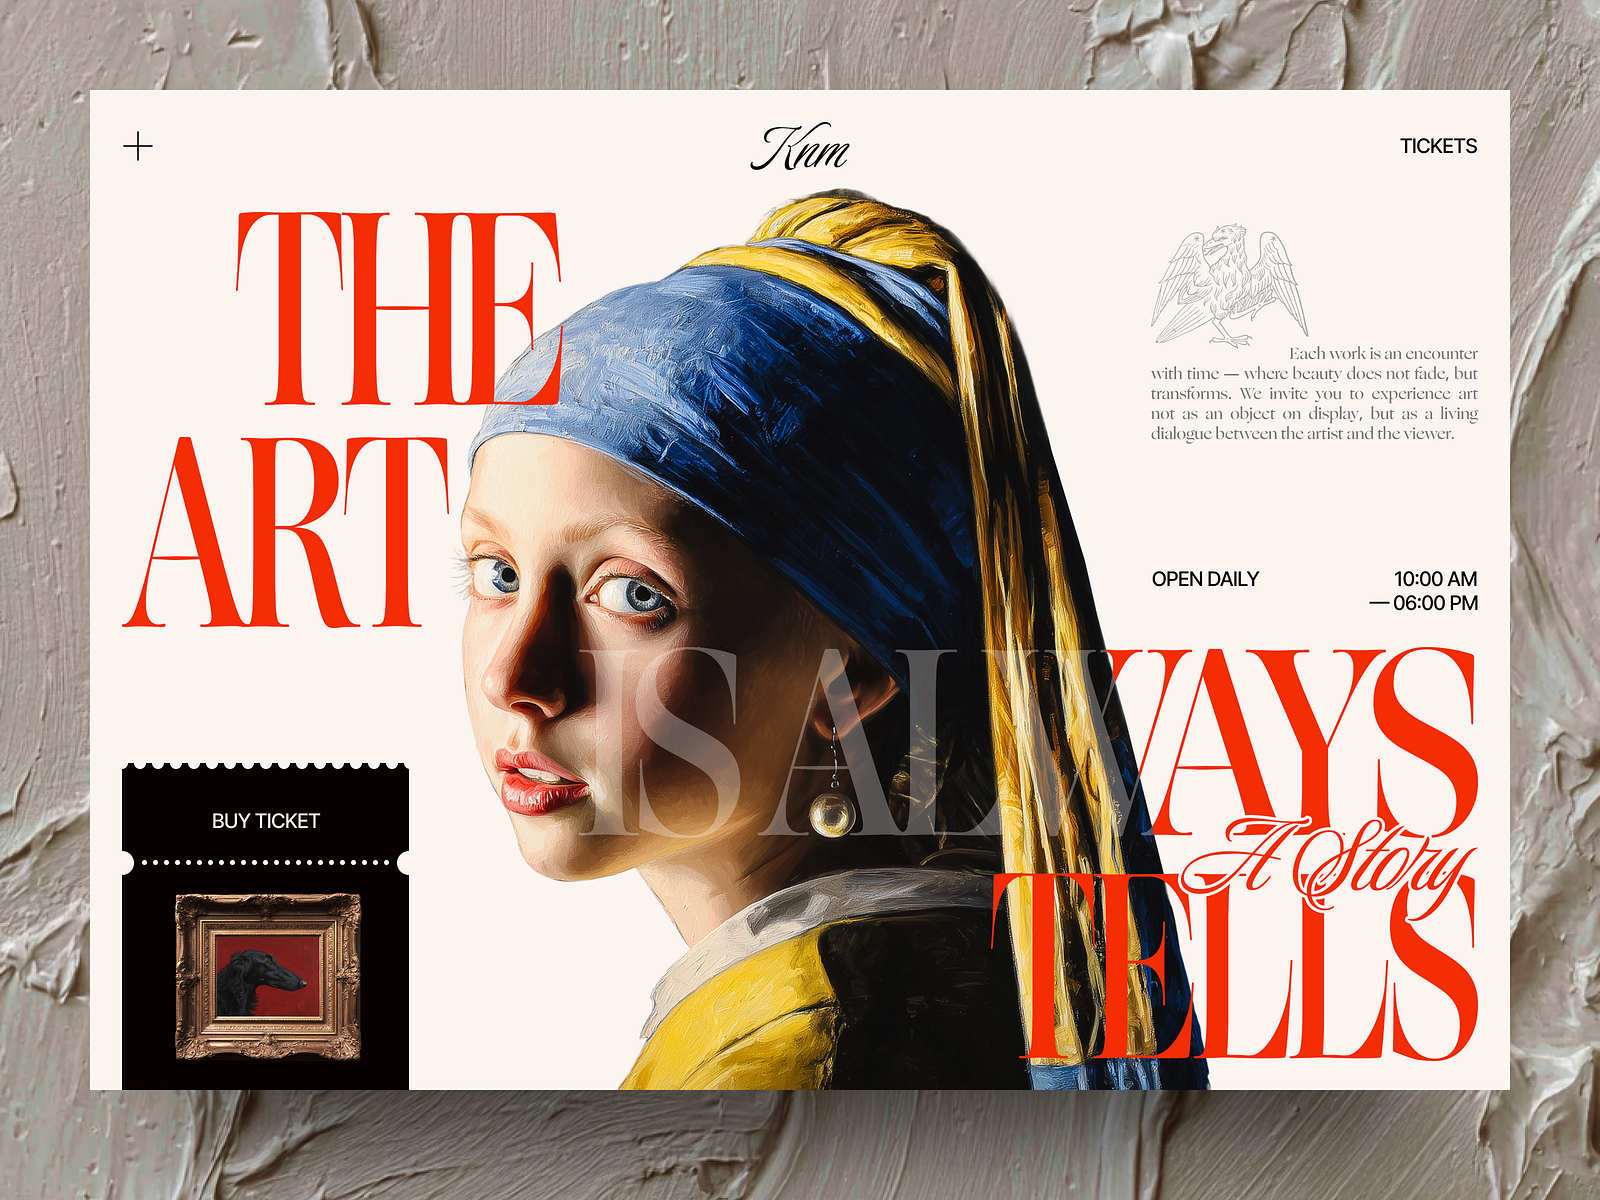 Knm
TICKETS
THE
ART
Each work is an encounter
with time — where beauty does not fade, but
transforms. We invite you to experience art
not as an object on display, but as a living
dialogue between the artist and the viewer.
OPEN DAILY
10:00 AM
— 06:00 PM
IS ALWAYS
A Story
TELLS
BUY TICKET